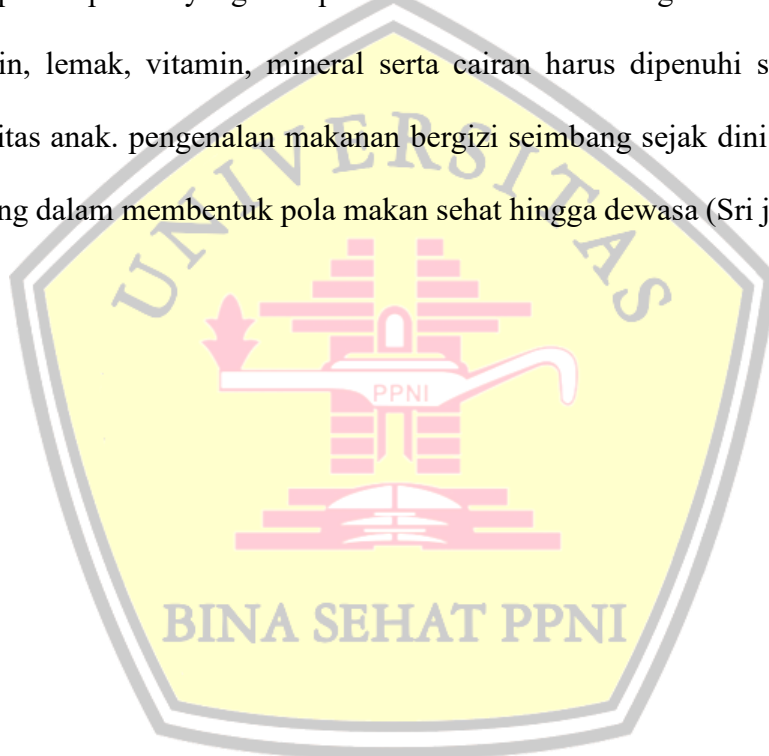 in, lemak, vitamin, mineral serta cairan harus dipenuhi s
itas anak. pengenalan makanan bergizi seimbang sejak dini
ng dalam membentuk pola makan sehat hingga dewasa (Sri j
UNIVERSITAS
PPNI
BINA SEHAT PPNI